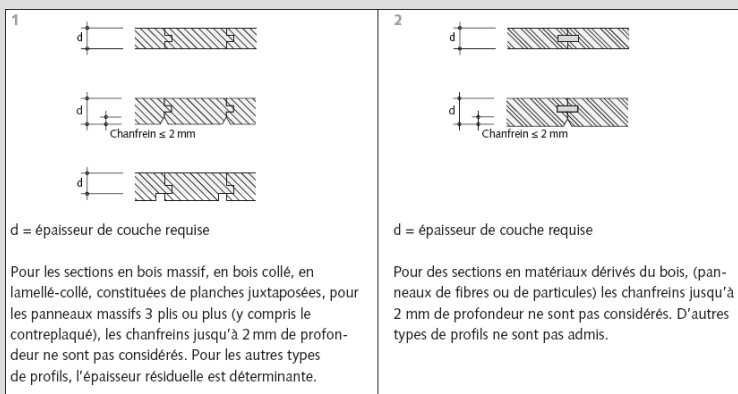 1
d
d
Chanfrein ≤ 2 mm
d
d = épaisseur de couche requise
Pour les sections en bois massif, en bois collé, en
lamellé-collé, constituées de planches juxtaposées, pour
les panneaux massifs 3 plis ou plus (y compris le
contreplaqué), les chanfreins jusqu'à 2 mm de profon-
deur ne sont pas considérés. Pour les autres types
de profils, l'épaisseur résiduelle est déterminante.
2
d
d
Chanfrein ≤ 2 mm
d = épaisseur de couche requise
Pour des sections en matériaux dérivés du bois, (pan-
neaux de fibres ou de particules) les chanfreins jusqu'à
2 mm de profondeur ne sont pas considérés. D'autres
types de profils ne sont pas admis.